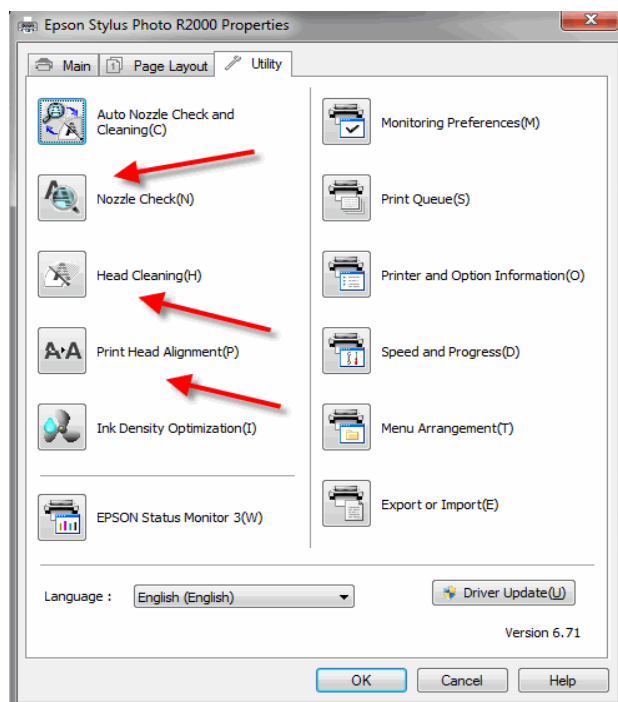 Epson Stylus Photo R2000 Properties
Main
1
Page Layout
Utility
Auto Nozzle Check and
Cleaning(C)
Nozzle Check(N)
Head Cleaning(H)
A·A
Print Head Alignment(P)
Ink Density Optimization(I)
EPSON Status Monitor 3(W)
Monitoring Preferences(M)
Print Queue(S)
Printer and Option Information(O)
Speed and Progress(D)
Menu Arrangement(T)
Export or Import(E)
Language :
English (English)
Driver Update(U)
Version 6.71
OK
Cancel
Help